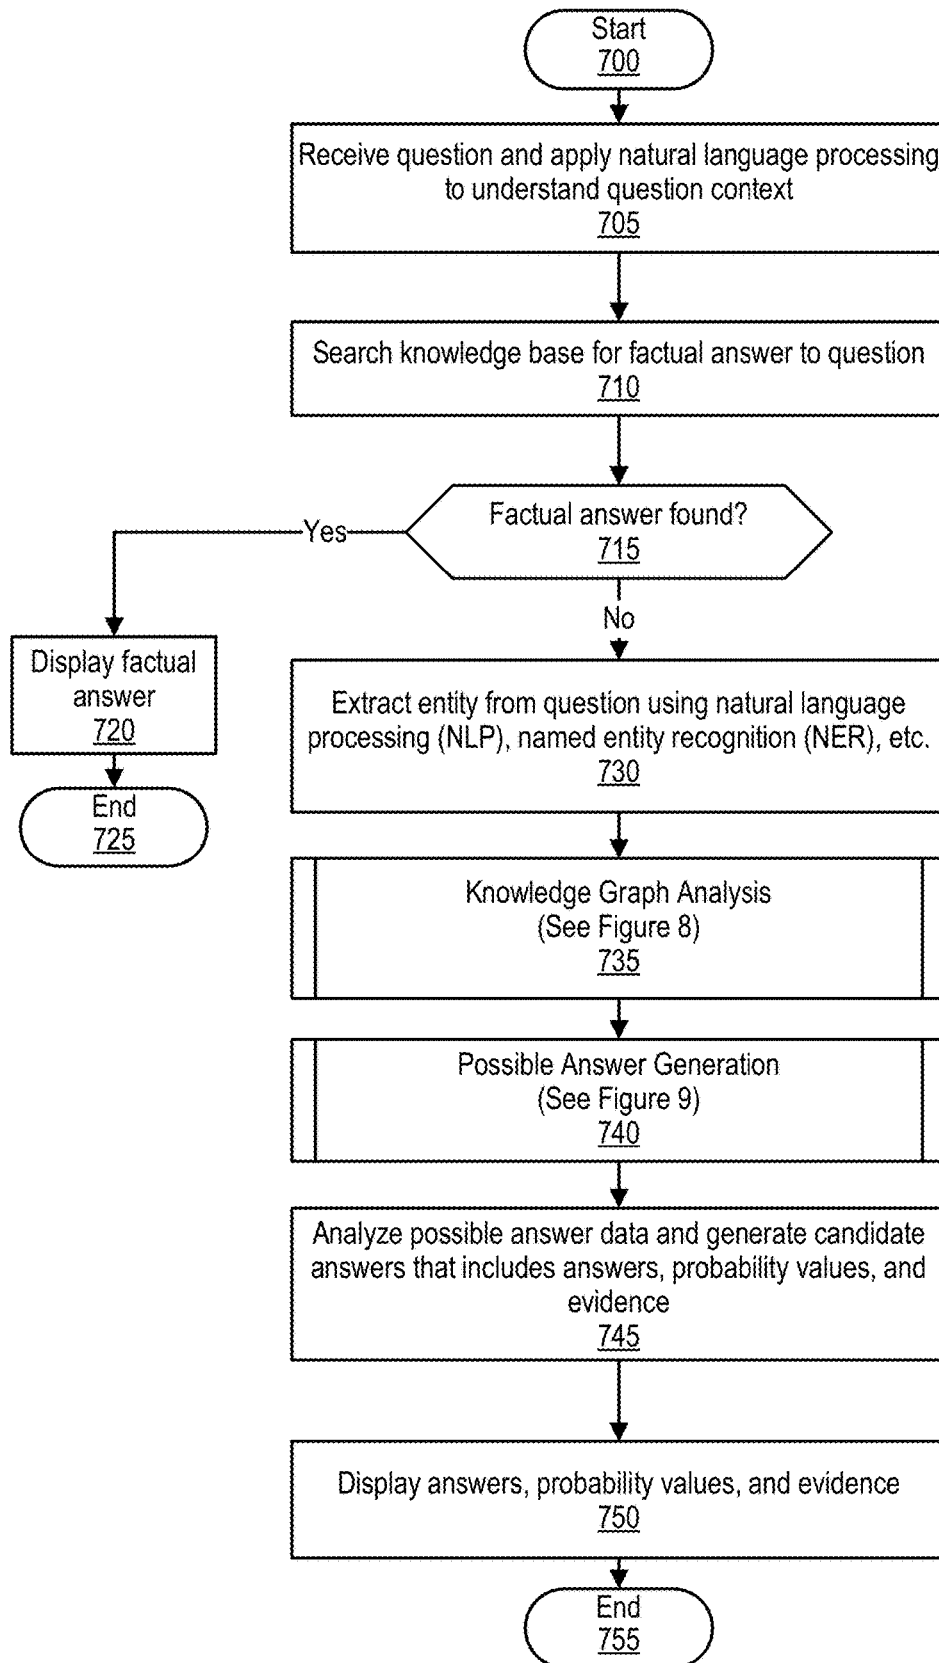 Start
700
Receive question and apply natural language processing
to understand question context
705
Search knowledge base for factual answer to question
710
Factual answer found?
715
Yes
No
Display factual
answer
720
End
725
Extract entity from question using natural language
processing (NLP), named entity recognition (NER), etc.
730
Knowledge Graph Analysis
(See Figure 8)
735
Possible Answer Generation
(See Figure 9)
740
Analyze possible answer data and generate candidate
answers that includes answers, probability values, and
evidence
745
Display answers, probability values, and evidence
750
End
755